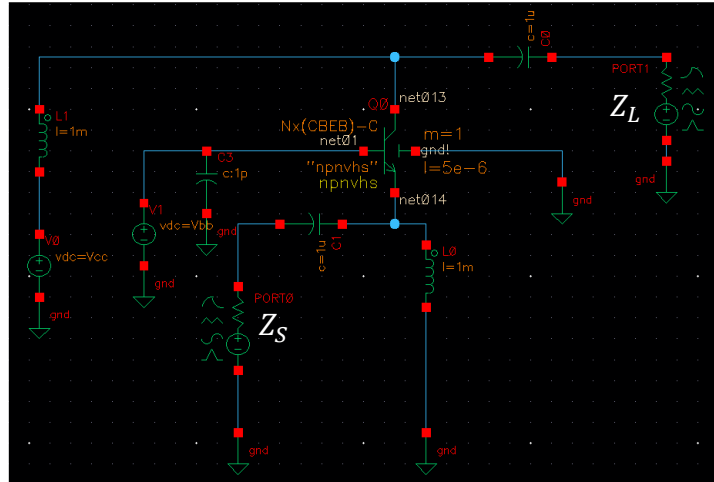 c=1u
C0
PORT1
Z_L
net013
Q0
L1
l=1m
Nx(CBEB)-C
m=1
net01
gnd!
"npnvhs"
l=5e-6
npnvhs
C3
c:1p
net014
gnd
V1
vdc=Vbb
gnd
gnd
V0
vdc=Vcc
C1
c=1u
L0
l=1m
gnd
gnd
PORT0
Z_S
gnd
gnd